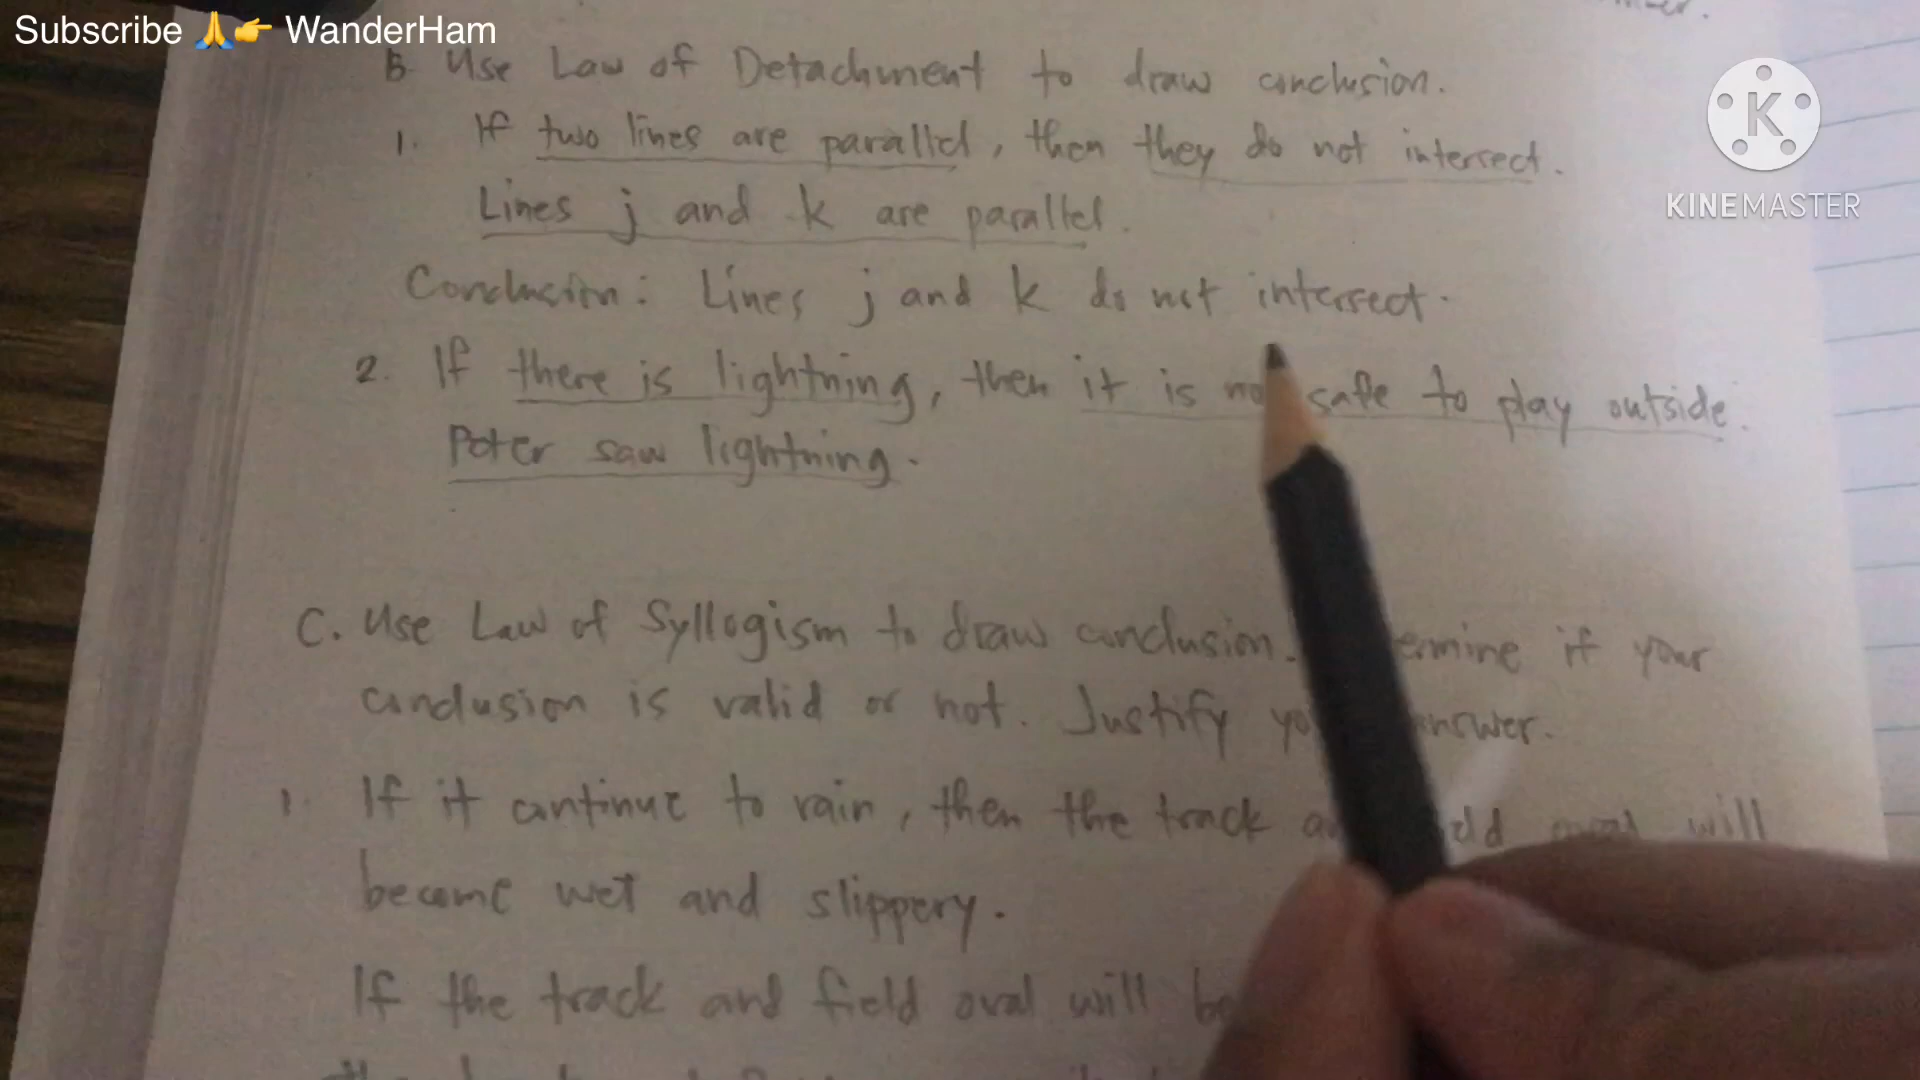 Subscribe 🙏👉 WanderHam
B. Use Law of Detachment to draw conclusion.
1. If two lines are parallel, then they do not intersect.
Lines j and k are parallel.
Conclusion: Lines j and k do not intersect.
2. If there is lightning, then it is safe to play outside.
Peter saw lightning.
C. Use Law of Syllogism to draw conclusion. if your
conclusion is valid or not. Justify answer.
1. If it continue to rain, then the track will
become wet and slippery.
If the track and field oval will
K
KINEMASTER